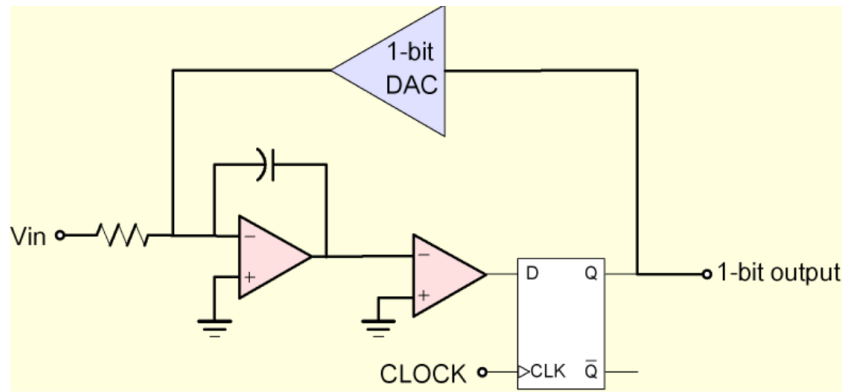 1-bit
DAC
Vin
−
+
−
+
D Q
1-bit output
CLOCK
CLK Q̅